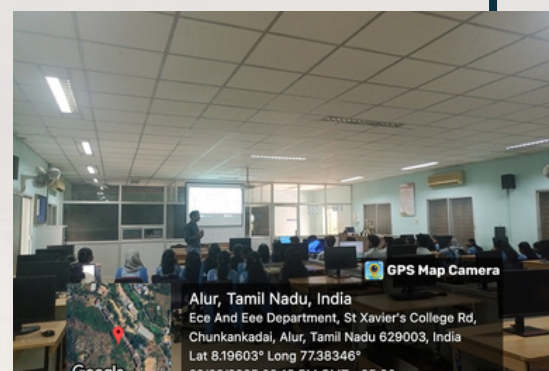 GPS Map Camera
Alur, Tamil Nadu, India
Ece And Eee Department, St Xavier's College Rd,
Chunkankadai, Alur, Tamil Nadu 629003, India
Lat 8.19603° Long 77.38346°
Google